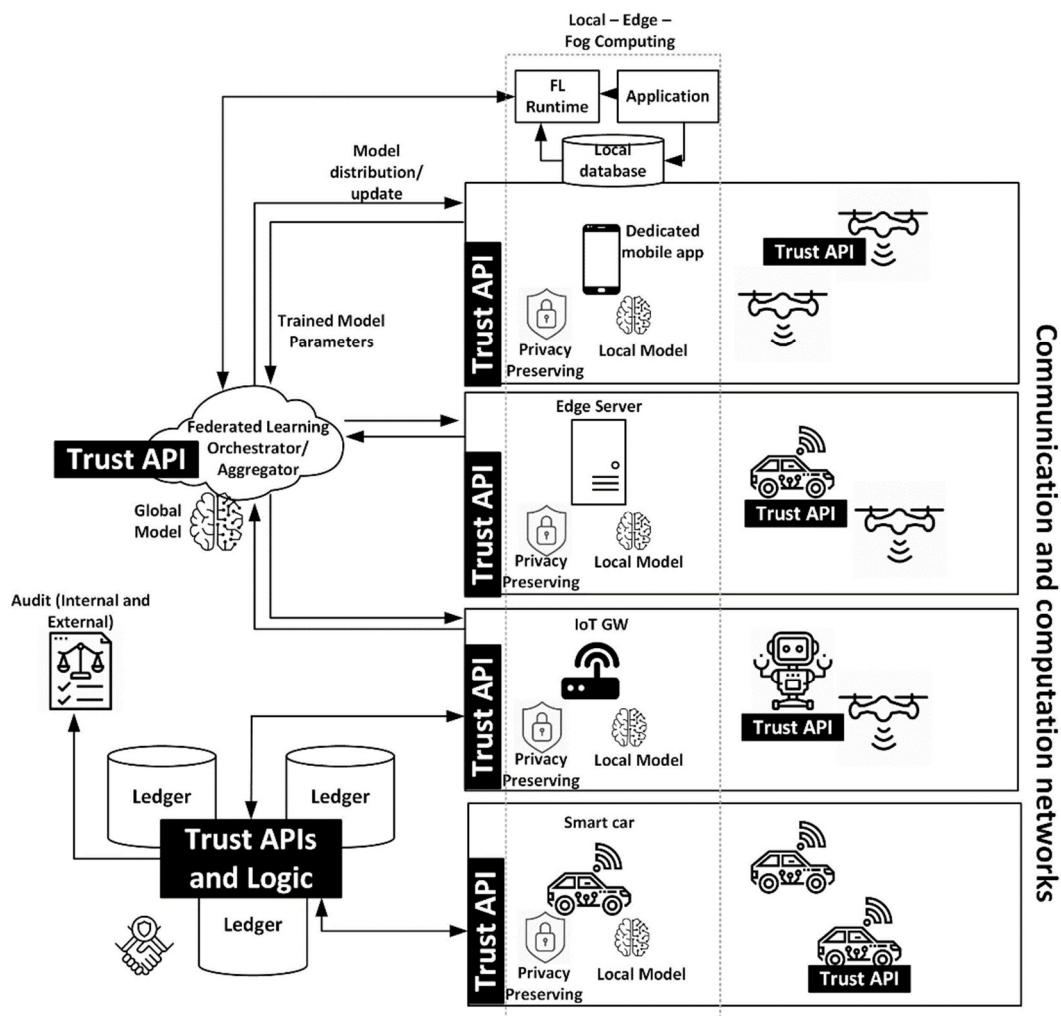 Local – Edge –
Fog Computing
FL
Runtime
Application
Local
database
Model
distribution/
update
Trust API
Dedicated
mobile app
Trust API
Privacy
Preserving
Local Model
Trained Model
Parameters
Federated Learning
Orchestrator/
Aggregator
Trust API
Global
Model
Trust API
Edge Server
Privacy
Preserving
Local Model
Trust API
Audit (Internal and
External)
Trust API
IoT GW
Privacy
Preserving
Local Model
Trust API
Ledger
Ledger
Trust APIs
and Logic
Ledger
Trust API
Smart car
Privacy
Preserving
Local Model
Trust API
Communication and computation networks